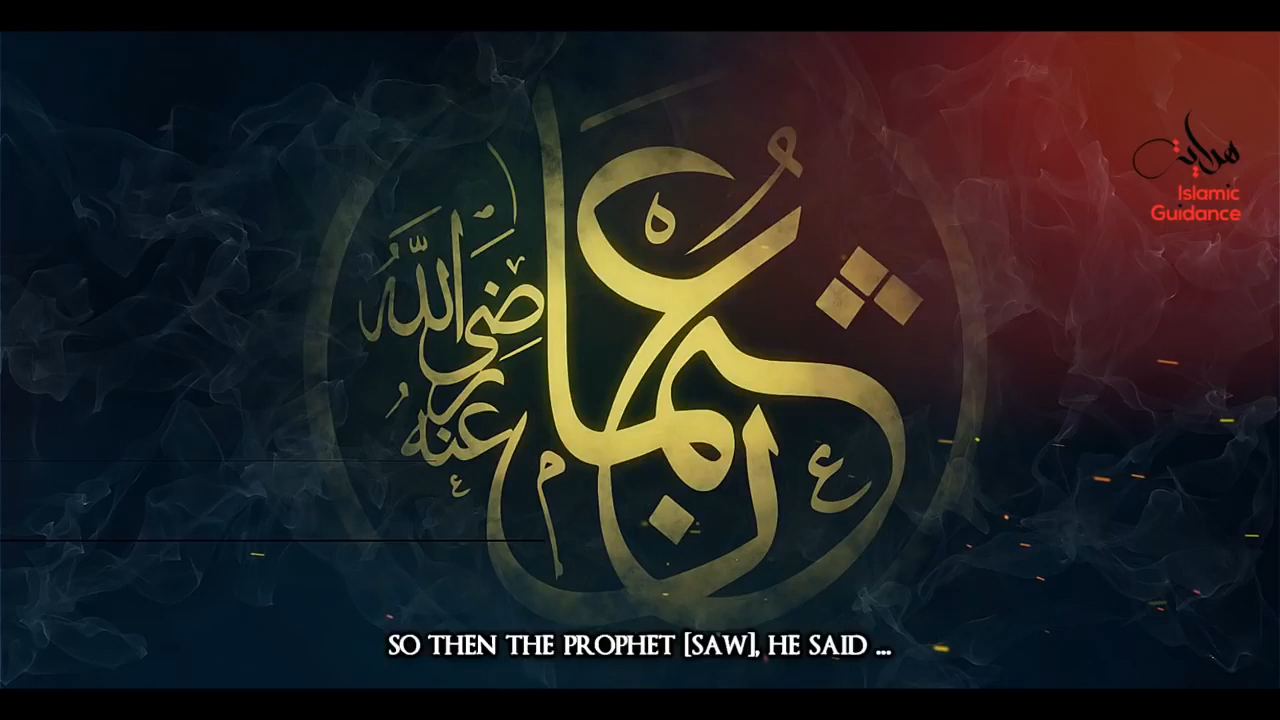 عثمان
رضي الله
عنه
هداية
Islamic
Guidance
SO THEN THE PROPHET [SAW], HE SAID ...